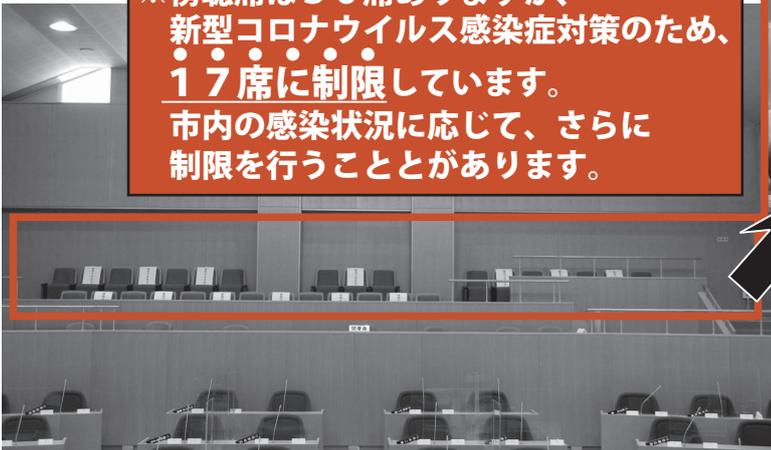 新型コロナウイルス感染症対策のため、
１７席に制限しています。
市内の感染状況に応じて、さらに
制限を行うこととがあります。